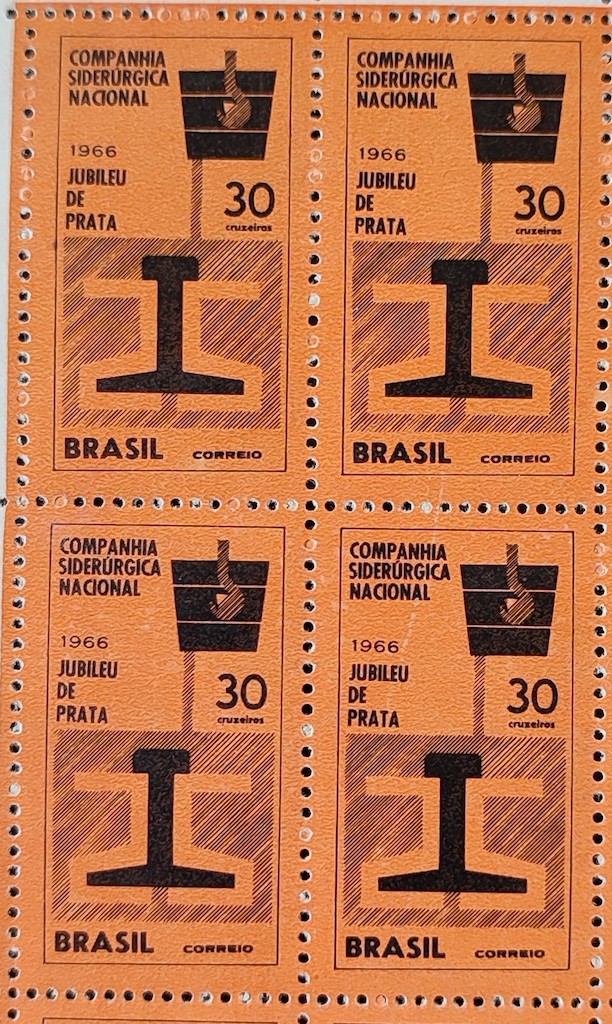 COMPANHIA
SIDERÚRGICA
NACIONAL
1966
JUBILEU
DE
PRATA
30
cruzeiros
BRASIL CORREIO
COMPANHIA
SIDERÚRGICA
NACIONAL
1966
JUBILEU
DE
PRATA
30
cruzeiros
BRASIL CORREIO
COMPANHIA
SIDERÚRGICA
NACIONAL
1966
JUBILEU
DE
PRATA
30
cruzeiros
BRASIL CORREIO
COMPANHIA
SIDERÚRGICA
NACIONAL
1966
JUBILEU
DE
PRATA
30
cruzeiros
BRASIL CORREIO